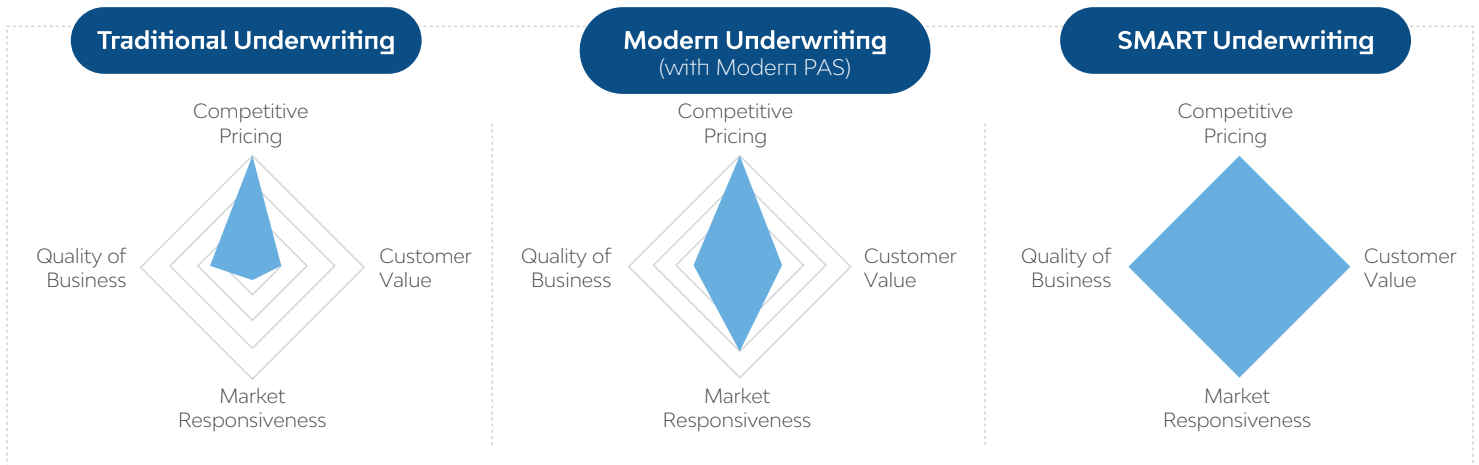 Traditional Underwriting
Competitive
Pricing
Quality of
Business
Customer
Value
Market
Responsiveness
Modern Underwriting
(with Modern PAS)
Competitive
Pricing
Quality of
Business
Customer
Value
Market
Responsiveness
SMART Underwriting
Competitive
Pricing
Quality of
Business
Customer
Value
Market
Responsiveness